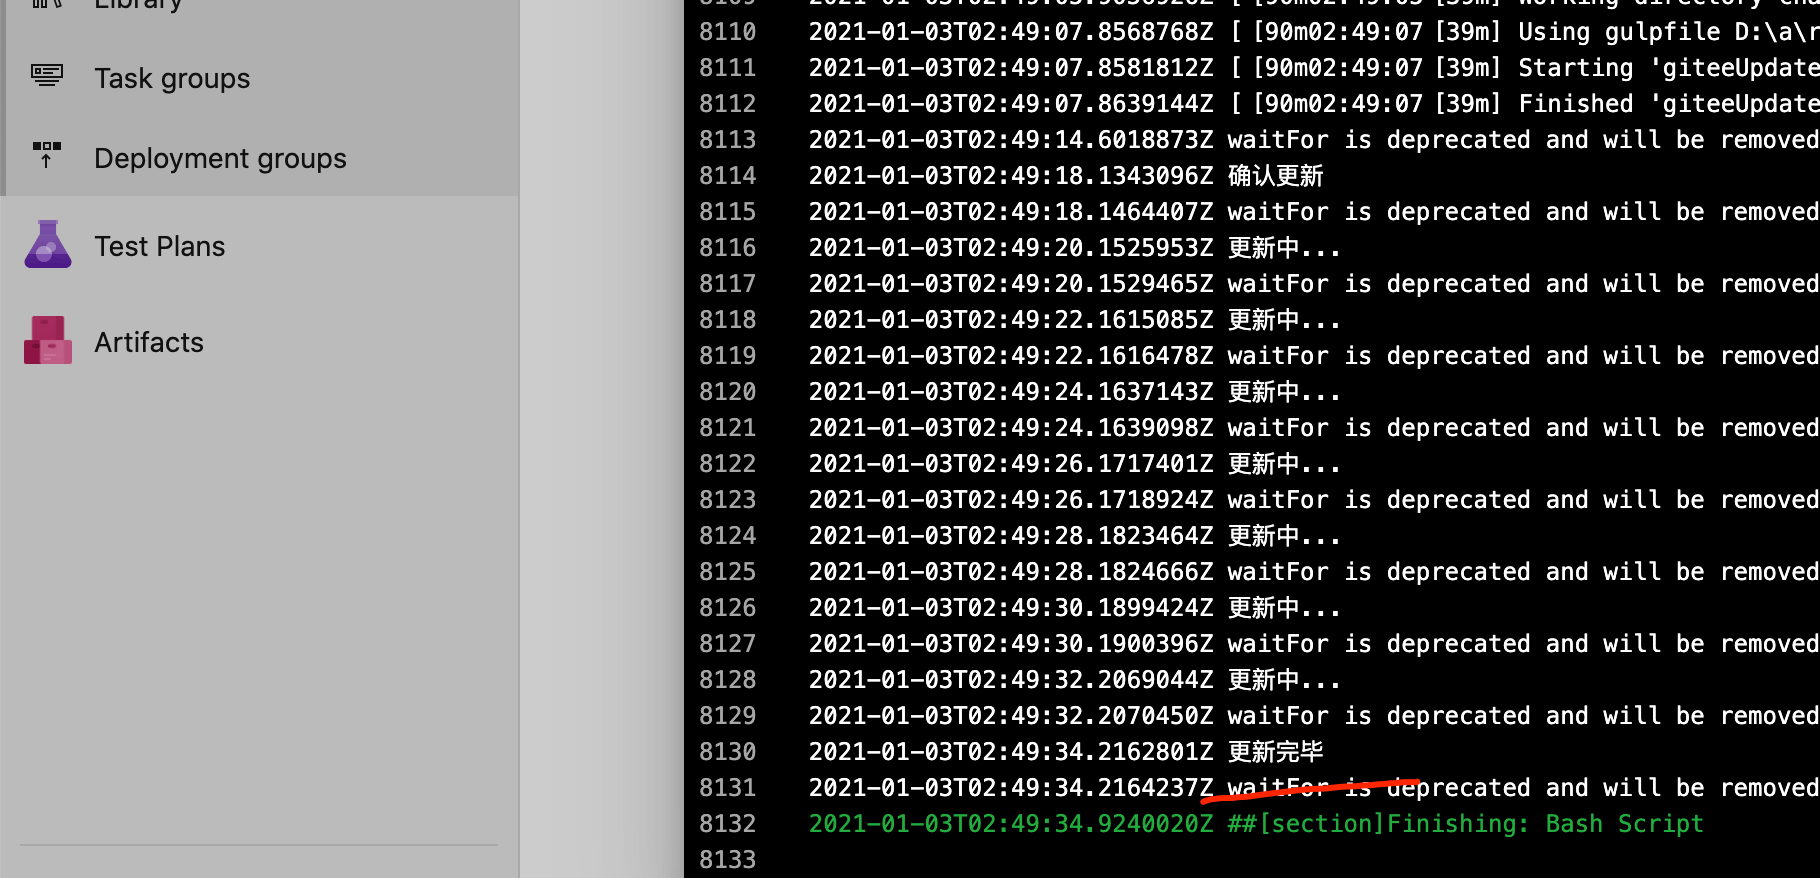 Library
Task groups
Deployment groups
Test Plans
Artifacts
8110 2021-01-03T02:49:07.8568768Z [ [90m02:49:07 [39m] Using gulpfile D:\a\r
8111 2021-01-03T02:49:07.8581812Z [ [90m02:49:07 [39m] Starting 'giteeUpdate
8112 2021-01-03T02:49:07.8639144Z [ [90m02:49:07 [39m] Finished 'giteeUpdate
8113 2021-01-03T02:49:14.6018873Z waitFor is deprecated and will be removed
8114 2021-01-03T02:49:18.1343096Z 确认更新
8115 2021-01-03T02:49:18.1464407Z waitFor is deprecated and will be removed
8116 2021-01-03T02:49:20.1525953Z 更新中...
8117 2021-01-03T02:49:20.1529465Z waitFor is deprecated and will be removed
8118 2021-01-03T02:49:22.1615085Z 更新中...
8119 2021-01-03T02:49:22.1616478Z waitFor is deprecated and will be removed
8120 2021-01-03T02:49:24.1637143Z 更新中...
8121 2021-01-03T02:49:24.1639098Z waitFor is deprecated and will be removed
8122 2021-01-03T02:49:26.1717401Z 更新中...
8123 2021-01-03T02:49:26.1718924Z waitFor is deprecated and will be removed
8124 2021-01-03T02:49:28.1823464Z 更新中...
8125 2021-01-03T02:49:28.1824666Z waitFor is deprecated and will be removed
8126 2021-01-03T02:49:30.1899424Z 更新中...
8127 2021-01-03T02:49:30.1900396Z waitFor is deprecated and will be removed
8128 2021-01-03T02:49:32.2069044Z 更新中...
8129 2021-01-03T02:49:32.2070450Z waitFor is deprecated and will be removed
8130 2021-01-03T02:49:34.2162801Z 更新完毕
8131 2021-01-03T02:49:34.2164237Z waitFor is deprecated and will be removed
8132 2021-01-03T02:49:34.9240020Z ##[section]Finishing: Bash Script
8133